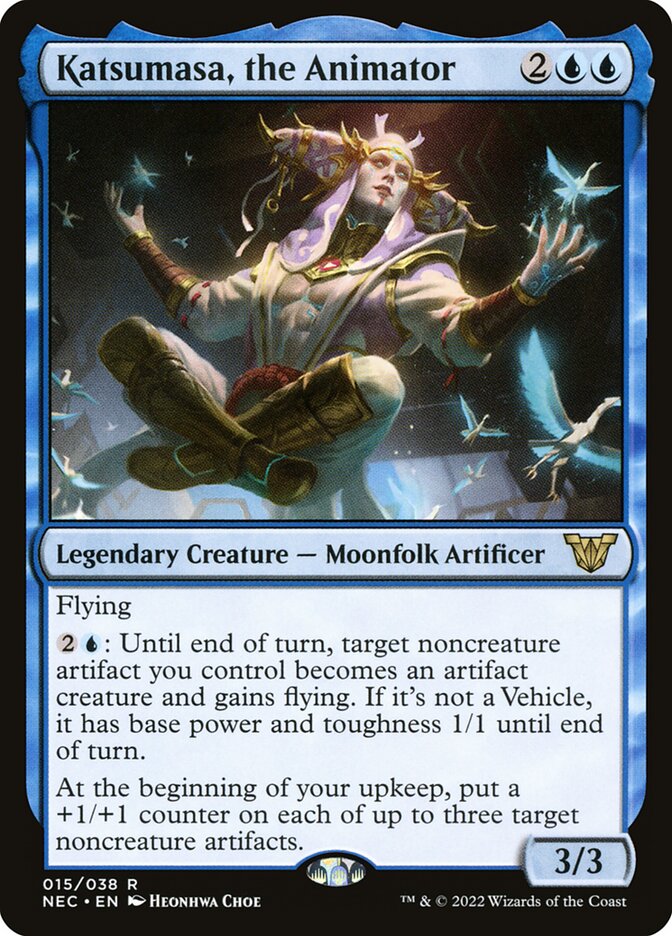 Katsumasa, the Animator 2
Legendary Creature — Moonfolk Artificer
Flying
2: Until end of turn, target noncreature
artifact you control becomes an artifact
creature and gains flying. If it's not a Vehicle,
it has base power and toughness 1/1 until end
of turn.
At the beginning of your upkeep, put a
+1/+1 counter on each of up to three target
noncreature artifacts.
3/3
015/038 R
NEC • EN Heonhwa Choe
™ & © 2022 Wizards of the Coast